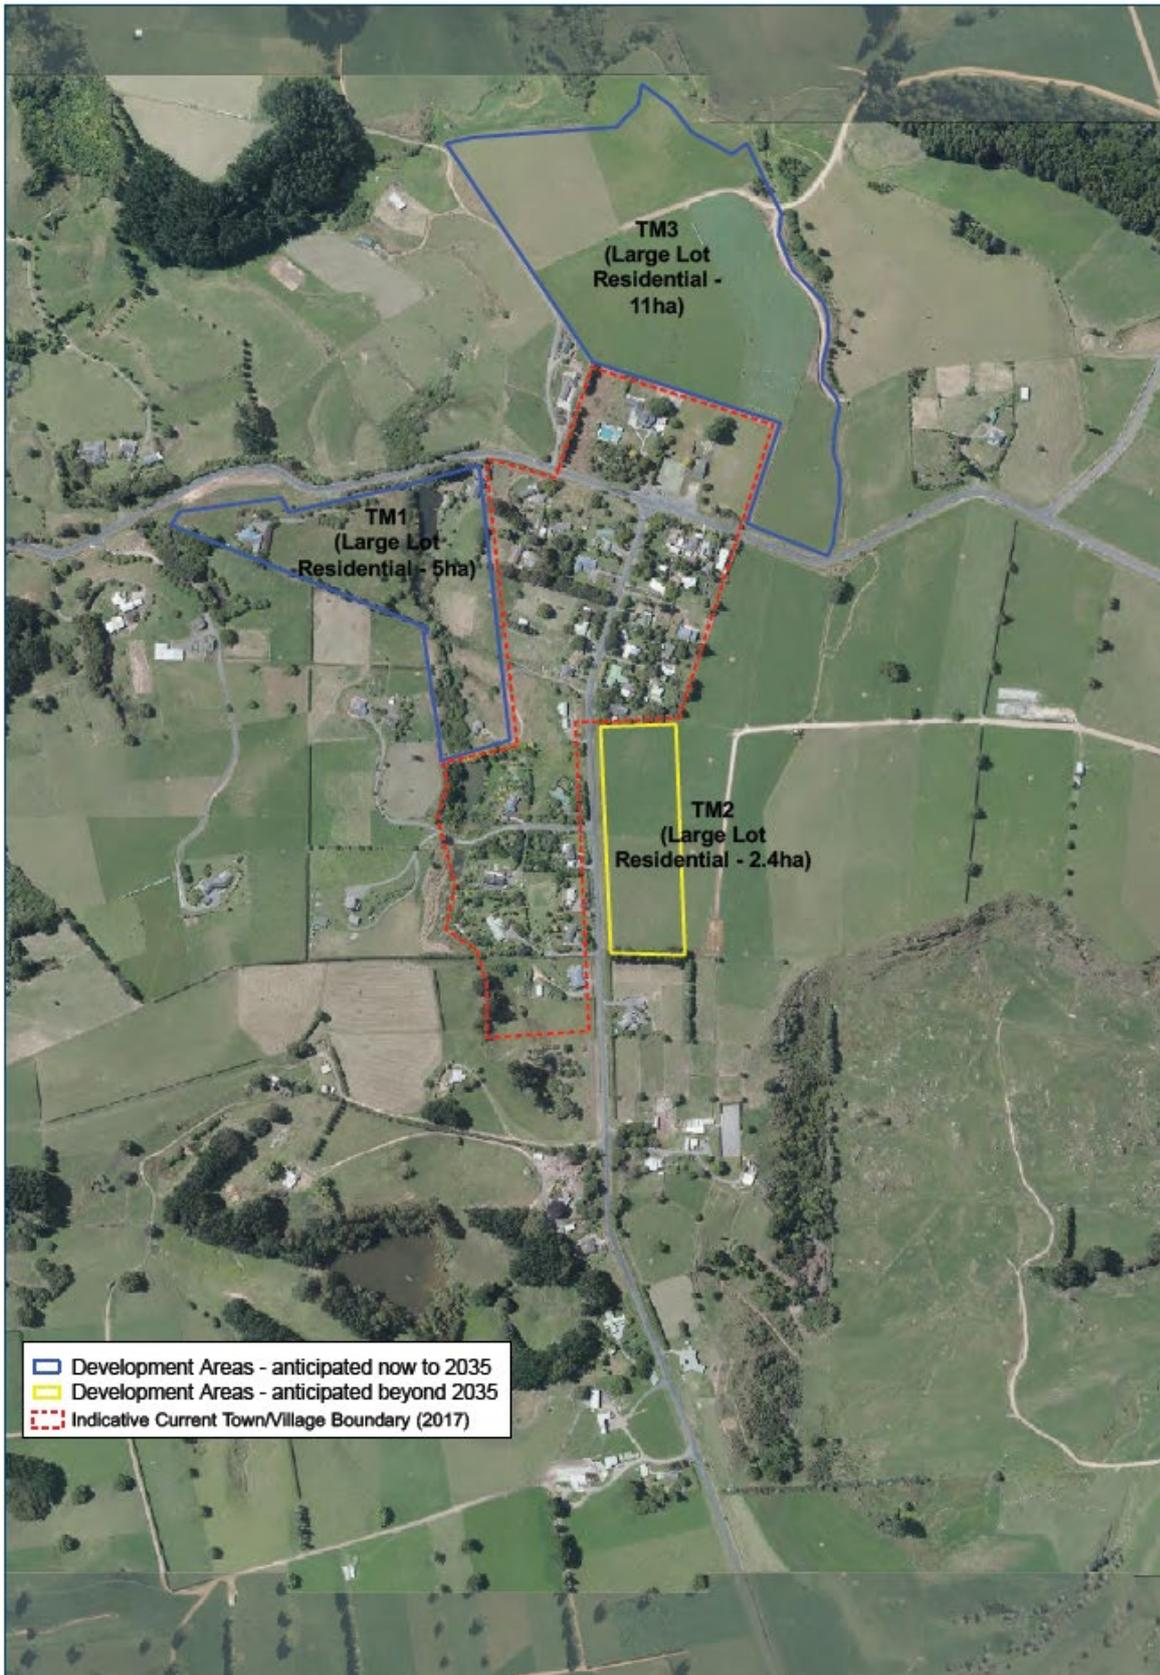 TM3
(Large Lot
Residential -
11ha)
TM1
(Large Lot
Residential - 5ha)
TM2
(Large Lot
Residential - 2.4ha)
Development Areas - anticipated now to 2035
Development Areas - anticipated beyond 2035
Indicative Current Town/Village Boundary (2017)